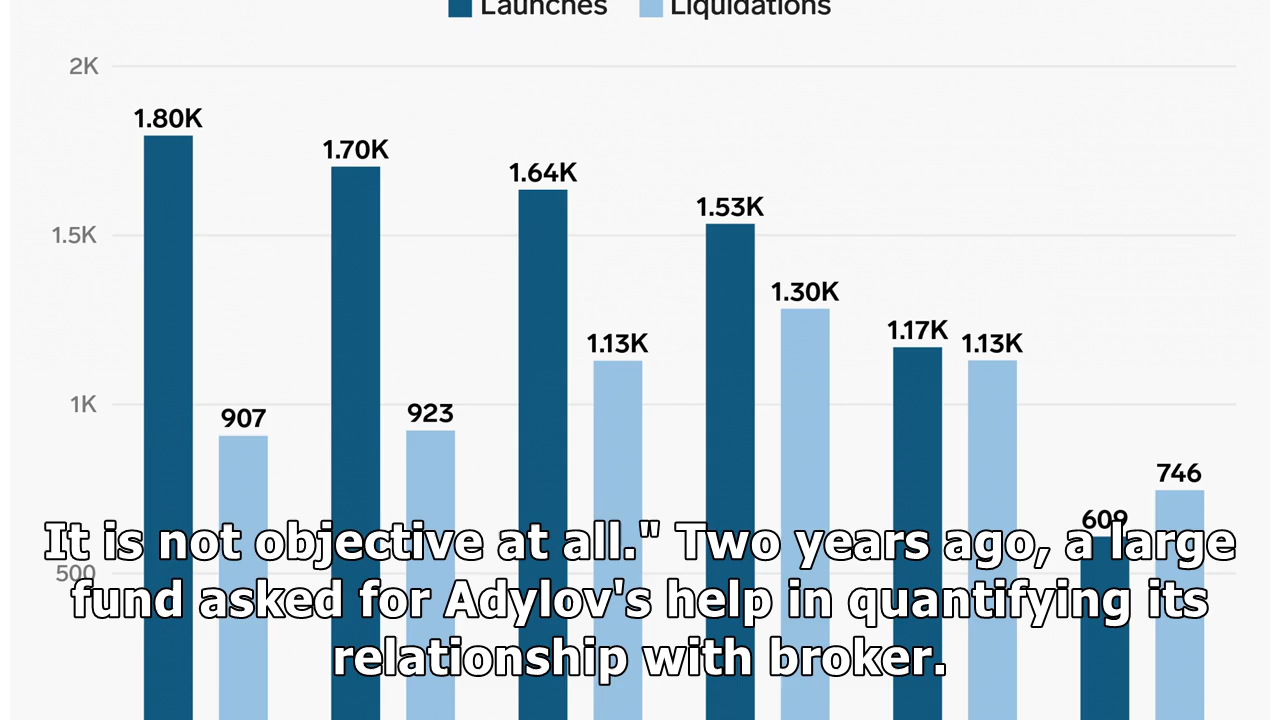 Launches Liquidations
2K
1.80K
1.70K
1.64K
1.53K
1.5K
1.30K
1.17K
1.13K
1.13K
1K
907
923
746
609
500
It is not objective at all." Two years ago, a large
fund asked for Adylov's help in quantifying its
relationship with broker.